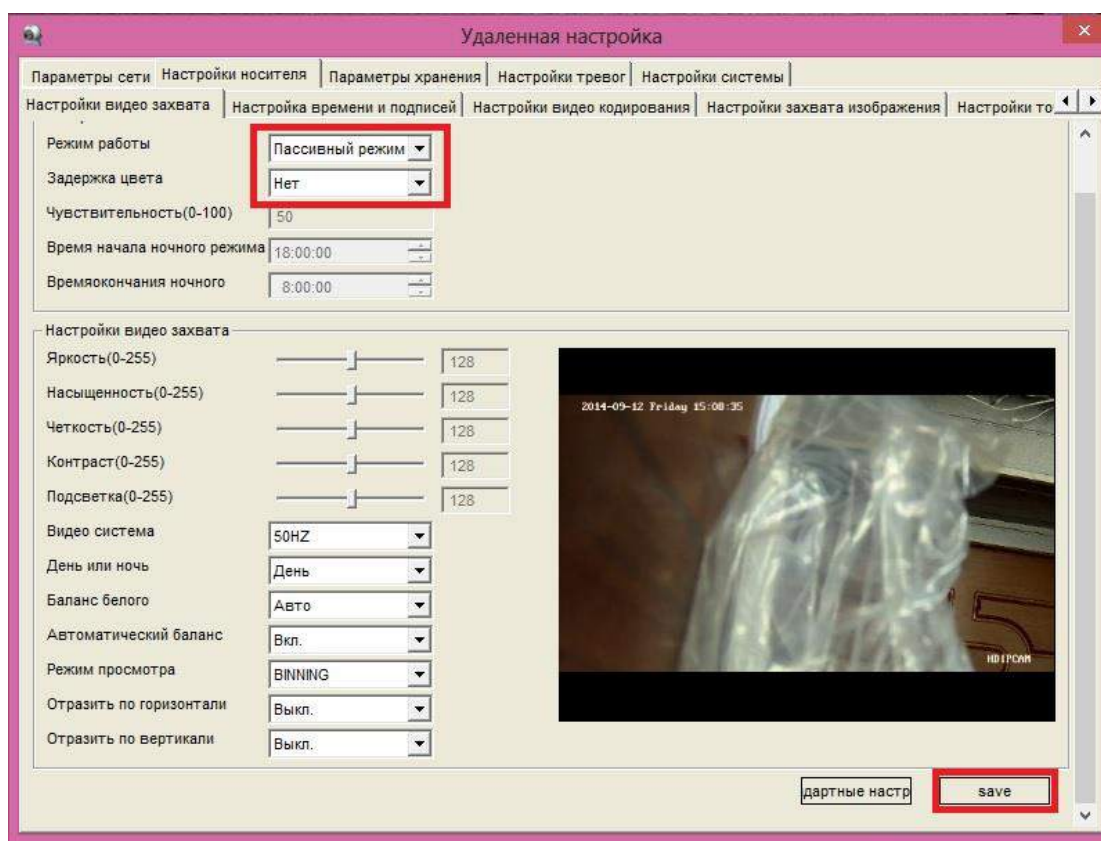 Удаленная настройка
Параметры сети Настройки носителя Параметры хранения Настройки тревог Настройки системы
Настройки видео захвата Настройка времени и подписей Настройки видео кодирования Настройки захвата изображения Настройки то
Режим работы Пассивный режим
Задержка цвета Нет
Чувствительность(0-100) 50
Время начала ночного режима 18:00:00
Времяокончания ночного 8:00:00
Настройки видео захвата
Яркость(0-255) 128
Насыщенность(0-255) 128
Четкость(0-255) 128
Контраст(0-255) 128
Подсветка(0-255) 128
2014-09-12 Friday 15:08:35
Видео система 50HZ
День или ночь День
Баланс белого Авто
Автоматический баланс Вкл.
Режим просмотра BINNING
HDIPCAM
Отразить по горизонтали Выкл.
Отразить по вертикали Выкл.
дартные настр save